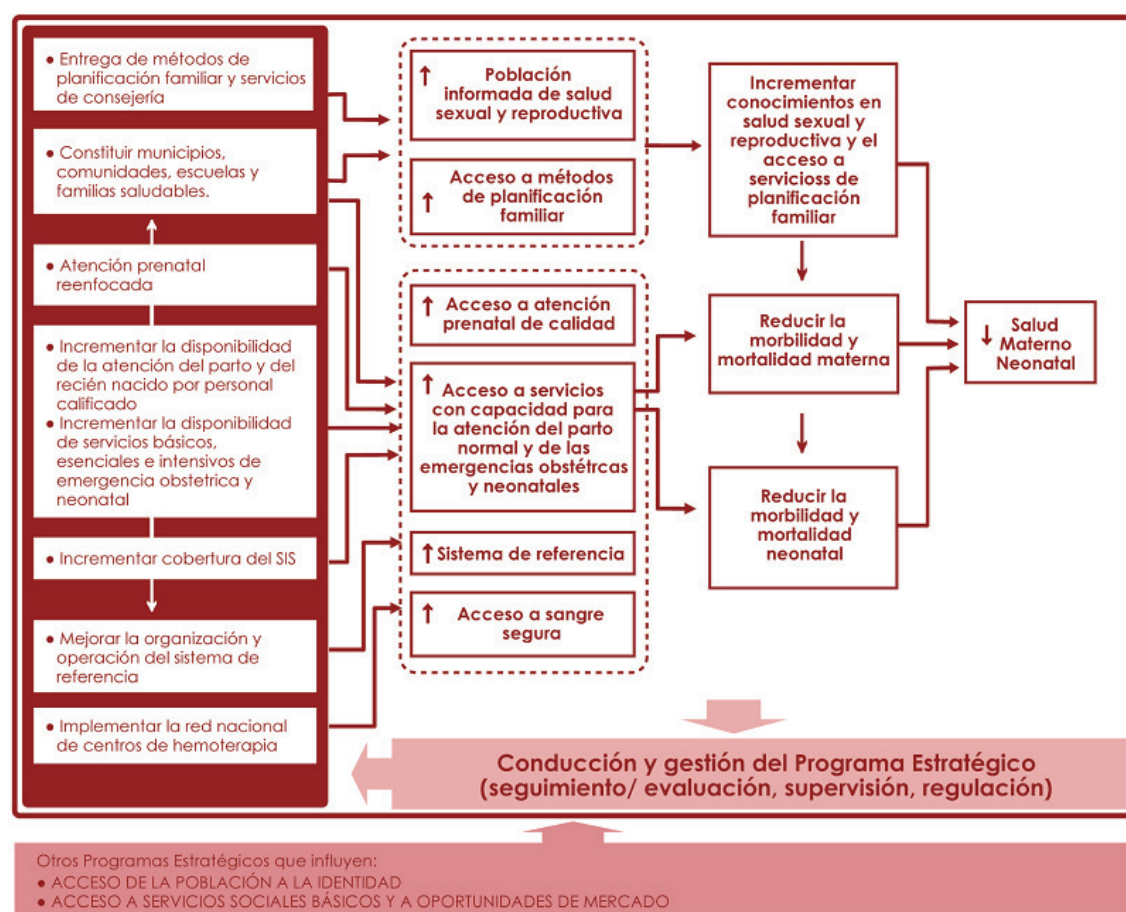 ● Entrega de métodos de
planificación familiar y servicios
de consejería
● Constituir municipios,
comunidades, escuelas y
familias saludables.
● Atención prenatal
reenfocada
● Incrementar la disponibilidad
de la atención del parto y del
recién nacido por personal
calificado
● Incrementar la disponibilidad
de servicios básicos,
esenciales e intensivos de
emergencia obstetrica y
neonatal
● Incrementar cobertura del SIS
● Mejorar la organización y
operación del sistema de
referencia
● Implementar la red nacional
de centros de hemoterapia
Población
informada de salud
sexual y reproductiva
Acceso a métodos
de planificación
familiar
Acceso a atención
prenatal de calidad
Acceso a servicios
con capacidad para
la atención del parto
normal y de las
emergencias obstétrcas
y neonatales
Sistema de referencia
Acceso a sangre
segura
Incrementar
conocimientos en
salud sexual y
reproductiva y el
acceso a
servicioss de
planificación
familiar
Reducir la
morbilidad y
mortalidad materna
Reducir la
morbilidad y
mortalidad
neonatal
Salud
Materno
Neonatal
Conducción y gestión del Programa Estratégico
(seguimiento/ evaluación, supervisión, regulación)
Otros Programas Estratégicos que influyen:
● ACCESO DE LA POBLACIÓN A LA IDENTIDAD
● ACCESO A SERVICIOS SOCIALES BÁSICOS Y A OPORTUNIDADES DE MERCADO